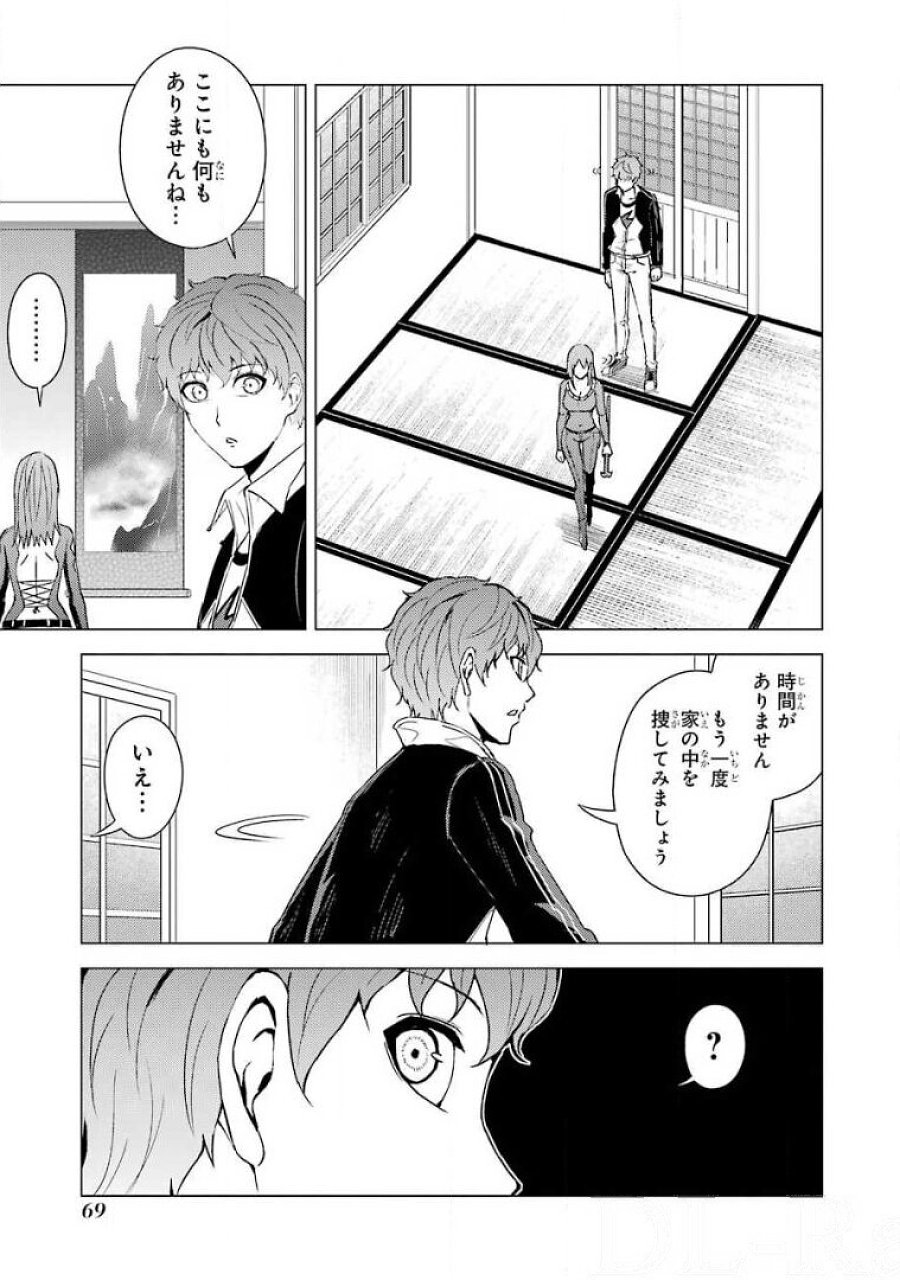 ここにも何も
ありませんね…
………
時間が
ありません
もう一度
家の中を
捜してみましょう
いえ…
?
69